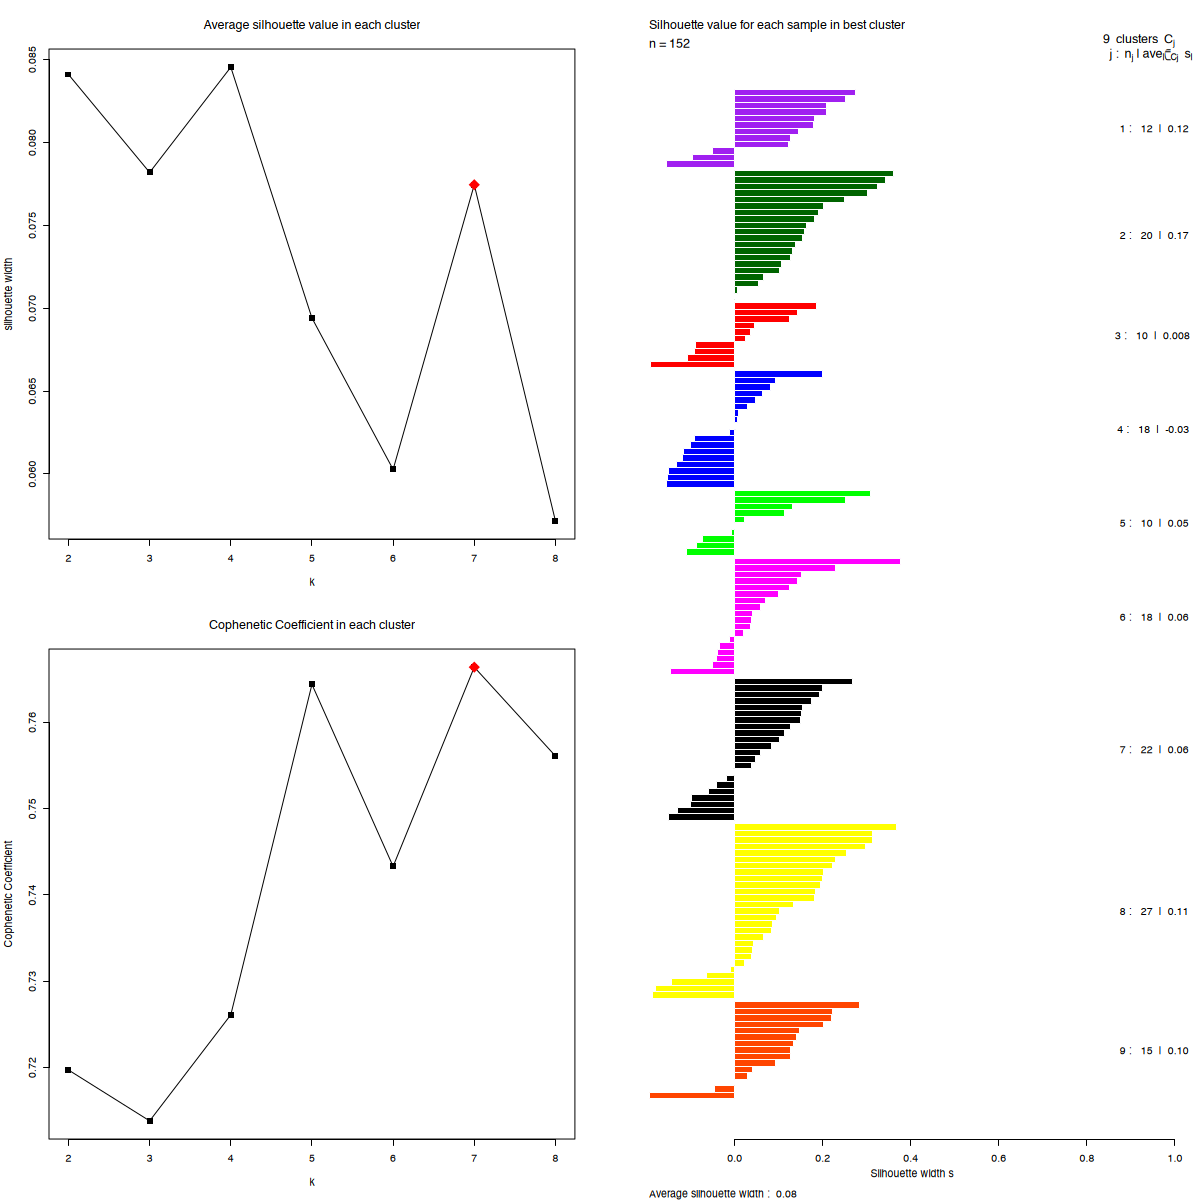 Average silhouette value in each cluster
0.085
0.080
0.075
0.070
0.065
0.060
silhouette width
2 3 4 5 6 7 8
k
Cophenetic Coefficient in each cluster
0.76
0.75
0.74
0.73
0.72
Cophenetic Coefficient
2 3 4 5 6 7 8
k
Silhouette value for each sample in best cluster
n = 152
9 clusters Cj
j : nj | avei∈Cj si
1 : 12 | 0.12
2 : 20 | 0.17
3 : 10 | 0.008
4 : 18 | -0.03
5 : 10 | 0.05
6 : 18 | 0.06
7 : 22 | 0.06
8 : 27 | 0.11
9 : 15 | 0.10
0.0 0.2 0.4 0.6 0.8 1.0
Silhouette width s
Average silhouette width : 0.08